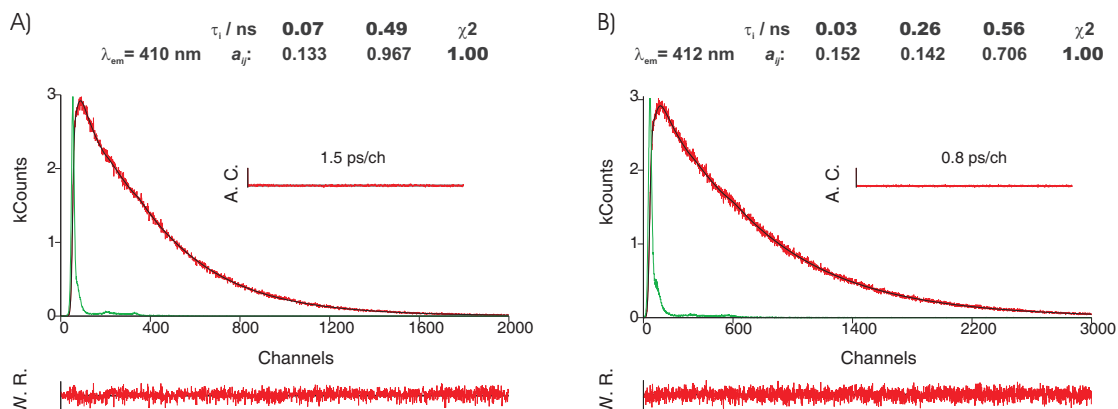 A)
τi / ns 0.07 0.49 χ2
λem= 410 nm aij: 0.133 0.967 1.00
3
2
1
0
kCounts
A. C.
1.5 ps/ch
0 400 800 1200 1600 2000
Channels
W. R.
B)
τi / ns 0.03 0.26 0.56 χ2
λem= 412 nm aij: 0.152 0.142 0.706 1.00
3
2
1
0
kCounts
A. C.
0.8 ps/ch
0 600 1400 2200 3000
Channels
W. R.